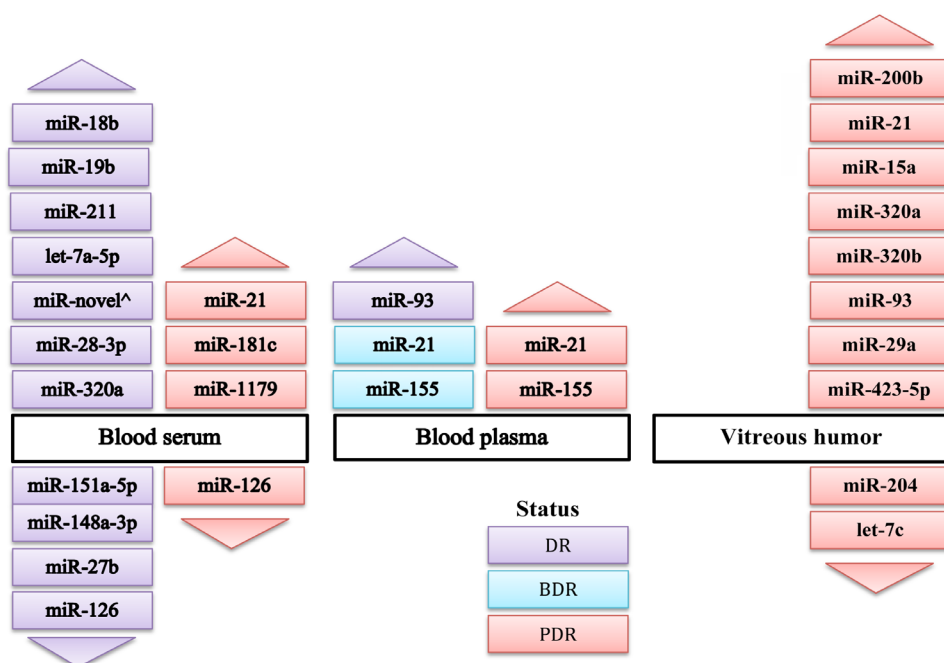 miR-18b
miR-19b
miR-211
let-7a-5p
miR-novel^
miR-28-3p
miR-320a
miR-21
miR-181c
miR-1179
Blood serum
miR-151a-5p
miR-148a-3p
miR-27b
miR-126
miR-126
miR-93
miR-21
miR-155
miR-21
miR-155
Blood plasma
miR-200b
miR-21
miR-15a
miR-320a
miR-320b
miR-93
miR-29a
miR-423-5p
Vitreous humor
miR-204
let-7c
Status
DR
BDR
PDR